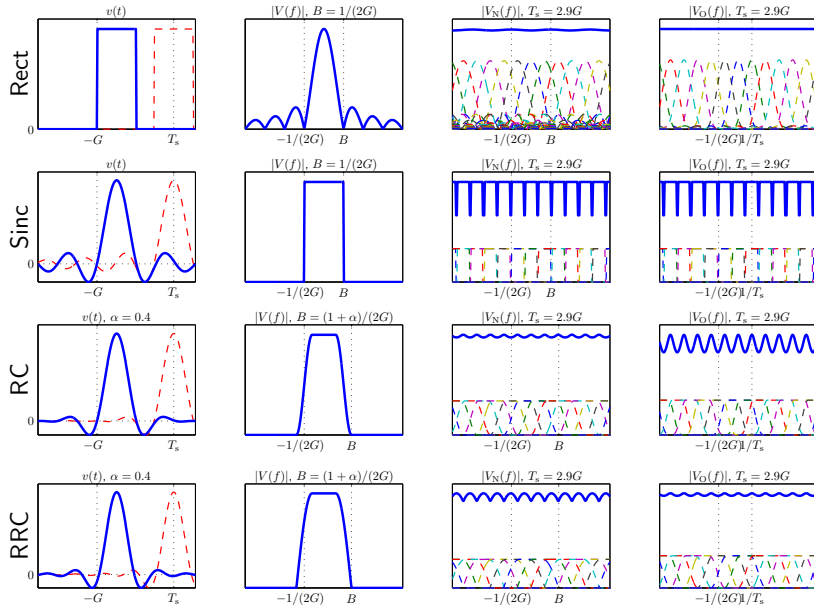 v(t)
|V(f)|, B = 1/(2G)
|V_N(f)|, T_s = 2.9G
|V_O(f)|, T_s = 2.9G
Rect
0
−G
T_s
−1/(2G)
B
−1/(2G)
B
−1/(2G)1/T_s
v(t)
|V(f)|, B = 1/(2G)
|V_N(f)|, T_s = 2.9G
|V_O(f)|, T_s = 2.9G
Sinc
0
−G
T_s
−1/(2G)
B
−1/(2G)
B
−1/(2G)1/T_s
v(t), α = 0.4
|V(f)|, B = (1 + α)/(2G)
|V_N(f)|, T_s = 2.9G
|V_O(f)|, T_s = 2.9G
RC
0
−G
T_s
−1/(2G)
B
−1/(2G)
B
−1/(2G)1/T_s
v(t), α = 0.4
|V(f)|, B = (1 + α)/(2G)
|V_N(f)|, T_s = 2.9G
|V_O(f)|, T_s = 2.9G
RRC
0
−G
T_s
−1/(2G)
B
−1/(2G)
B
−1/(2G)1/T_s